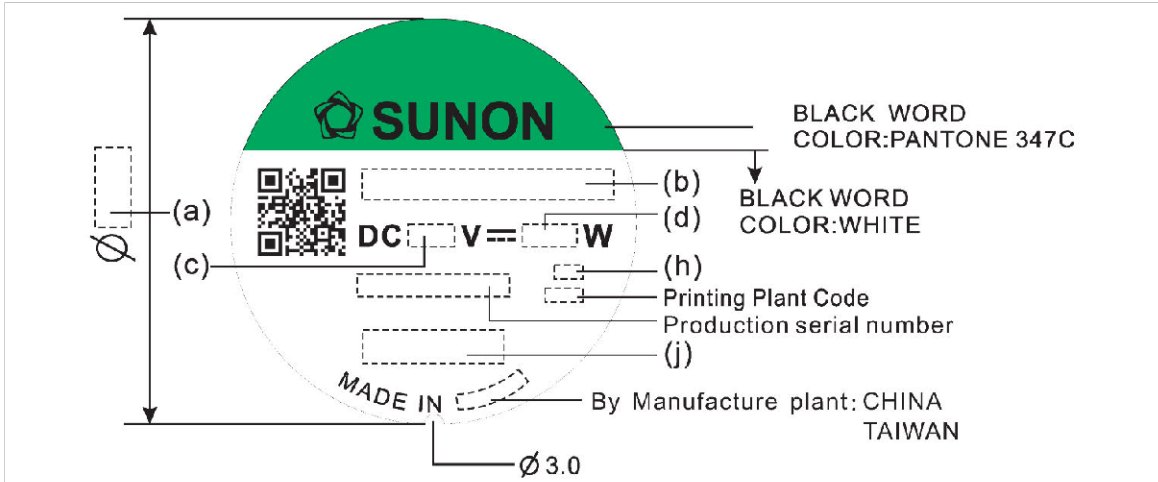 SUNON
BLACK WORD
COLOR:PANTONE 347C
(b)
BLACK WORD
COLOR:WHITE
(a)
Ø
DC V⎓ W
(d)
(c)
(h)
Printing Plant Code
Production serial number
(j)
MADE IN
By Manufacture plant: CHINA
TAIWAN
Ø 3.0